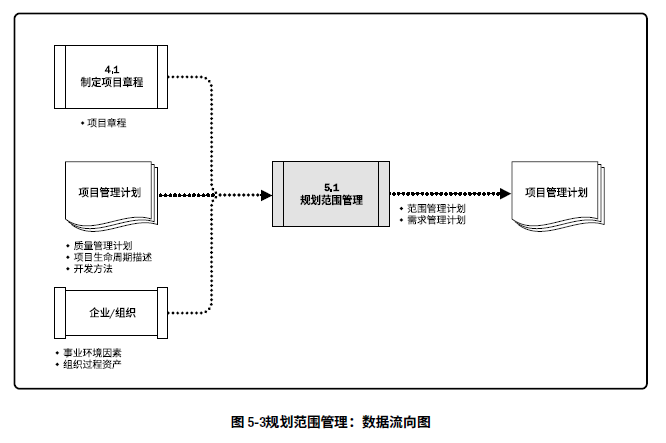 4.1
制定项目章程
• 项目章程
项目管理计划
• 质量管理计划
• 项目生命周期描述
• 开发方法
企业/组织
• 事业环境因素
• 组织过程资产
5.1
规划范围管理
• 范围管理计划
• 需求管理计划
项目管理计划
图 5-3规划范围管理：数据流向图